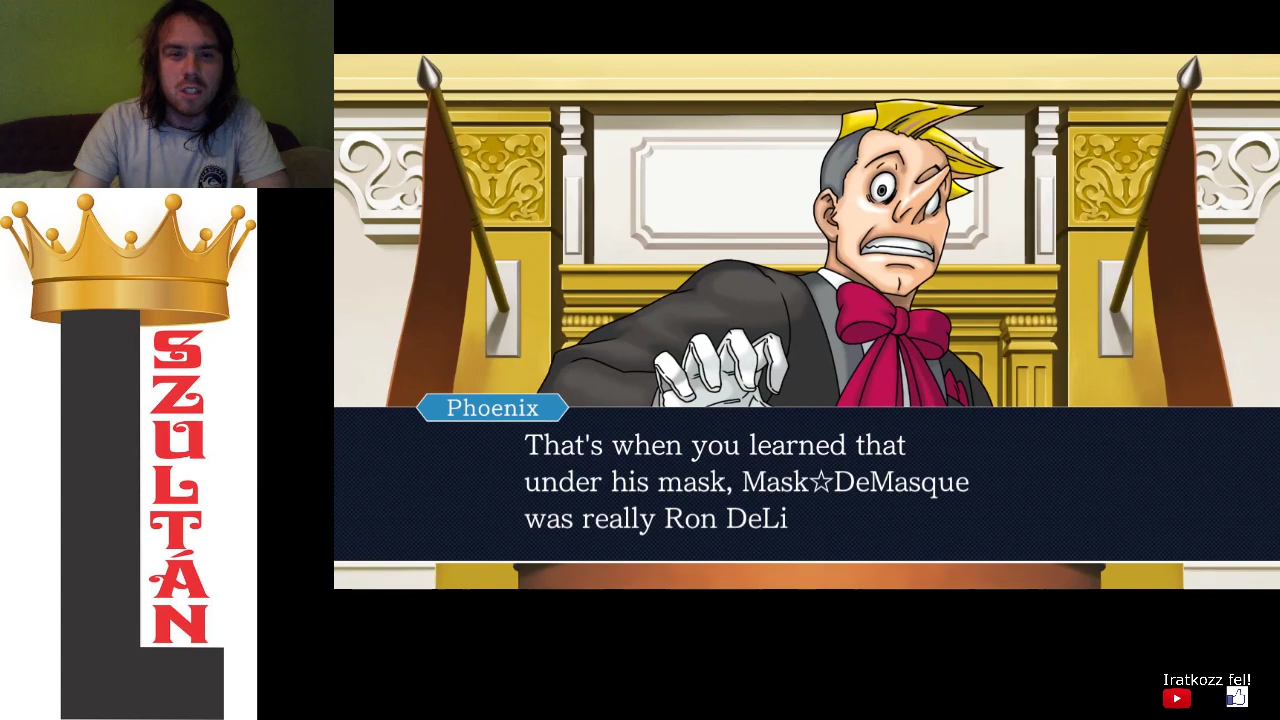 L
SZULTÁN
Phoenix
That's when you learned that
under his mask, Mask☆DeMasque
was really Ron DeLi
Iratkozz fel!